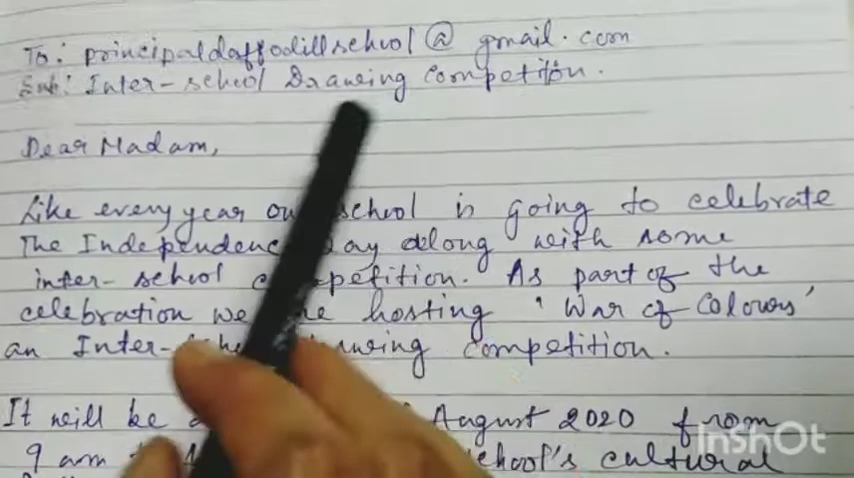 To: principaldaffodillschool@gmail.com
Sub: Inter-school Drawing Competition.
Dear Madam,
Like every year our school is going to celebrate
The Independence Day along with some
inter-school competition. As part of the
celebration we are hosting 'War of Colours'
an Inter- drawing competition.
It will be August 2020 from
9 am school's cultural
InShOt